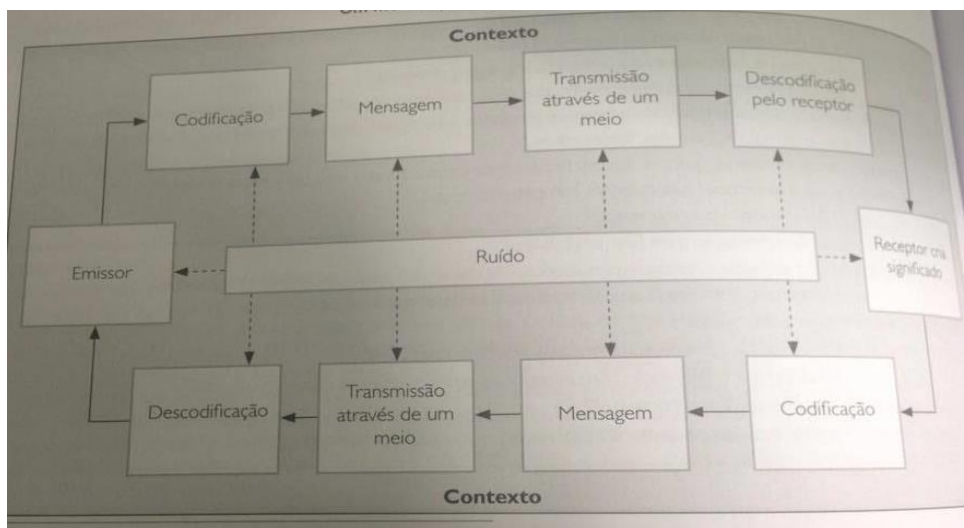 Contexto
Codificação
Mensagem
Transmissão
através de um
meio
Descodificação
pelo receptor
Emissor
Ruído
Receptor cria
significado
Descodificação
Transmissão
através de um
meio
Mensagem
Codificação
Contexto